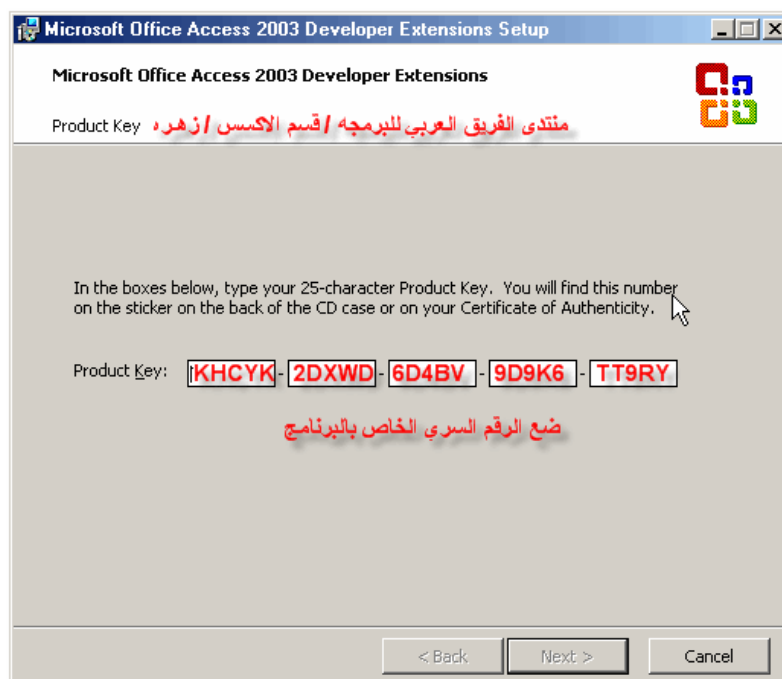 Microsoft Office Access 2003 Developer Extensions Setup
Microsoft Office Access 2003 Developer Extensions
Product Key منتدى الفريق العربي للبرمجه / قسم الاكسس / زهره
In the boxes below, type your 25-character Product Key. You will find this number
on the sticker on the back of the CD case or on your Certificate of Authenticity.
Product Key: KHCYK - 2DXWD - 6D4BV - 9D9K6 - TT9RY
ضع الرقم السري الخاص بالبرنامج
< Back Next > Cancel